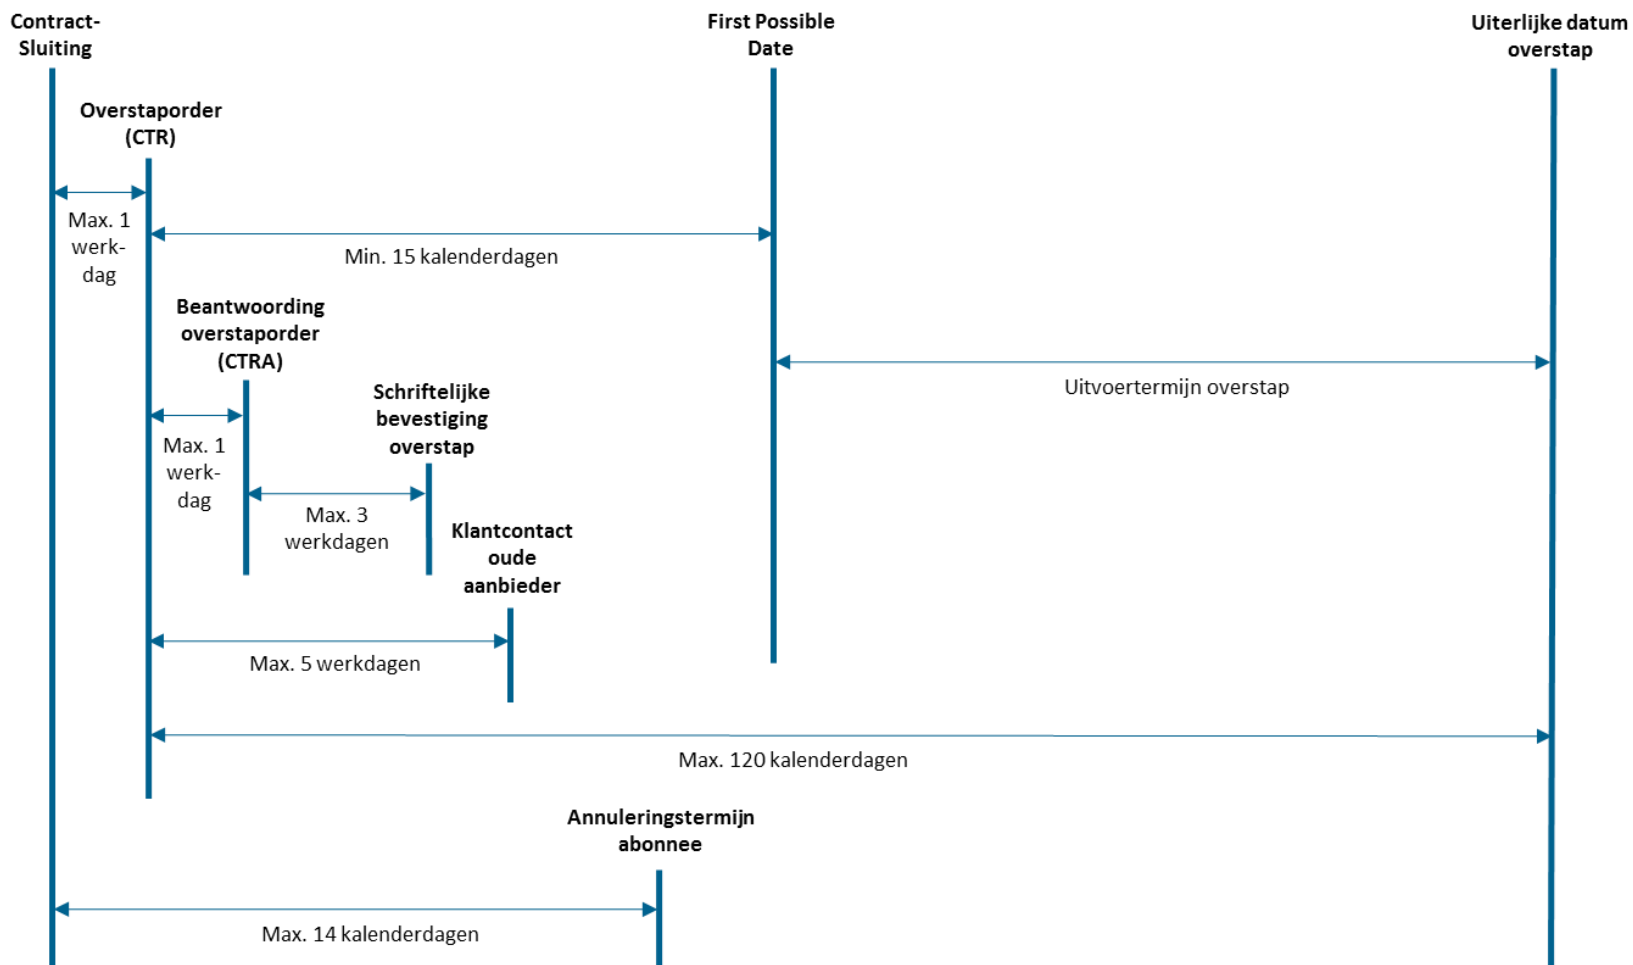 Contract-
Sluiting
First Possible
Date
Uiterlijke datum
overstap
Overstaporder
(CTR)
Max. 1
werk-
dag
Min. 15 kalenderdagen
Beantwoording
overstaporder
(CTRA)
Uitvoertermijn overstap
Schriftelijke
bevestiging
overstap
Max. 1
werk-
dag
Max. 3
werkdagen
Klantcontact
oude
aanbieder
Max. 5 werkdagen
Max. 120 kalenderdagen
Annuleringstermijn
abonnee
Max. 14 kalenderdagen